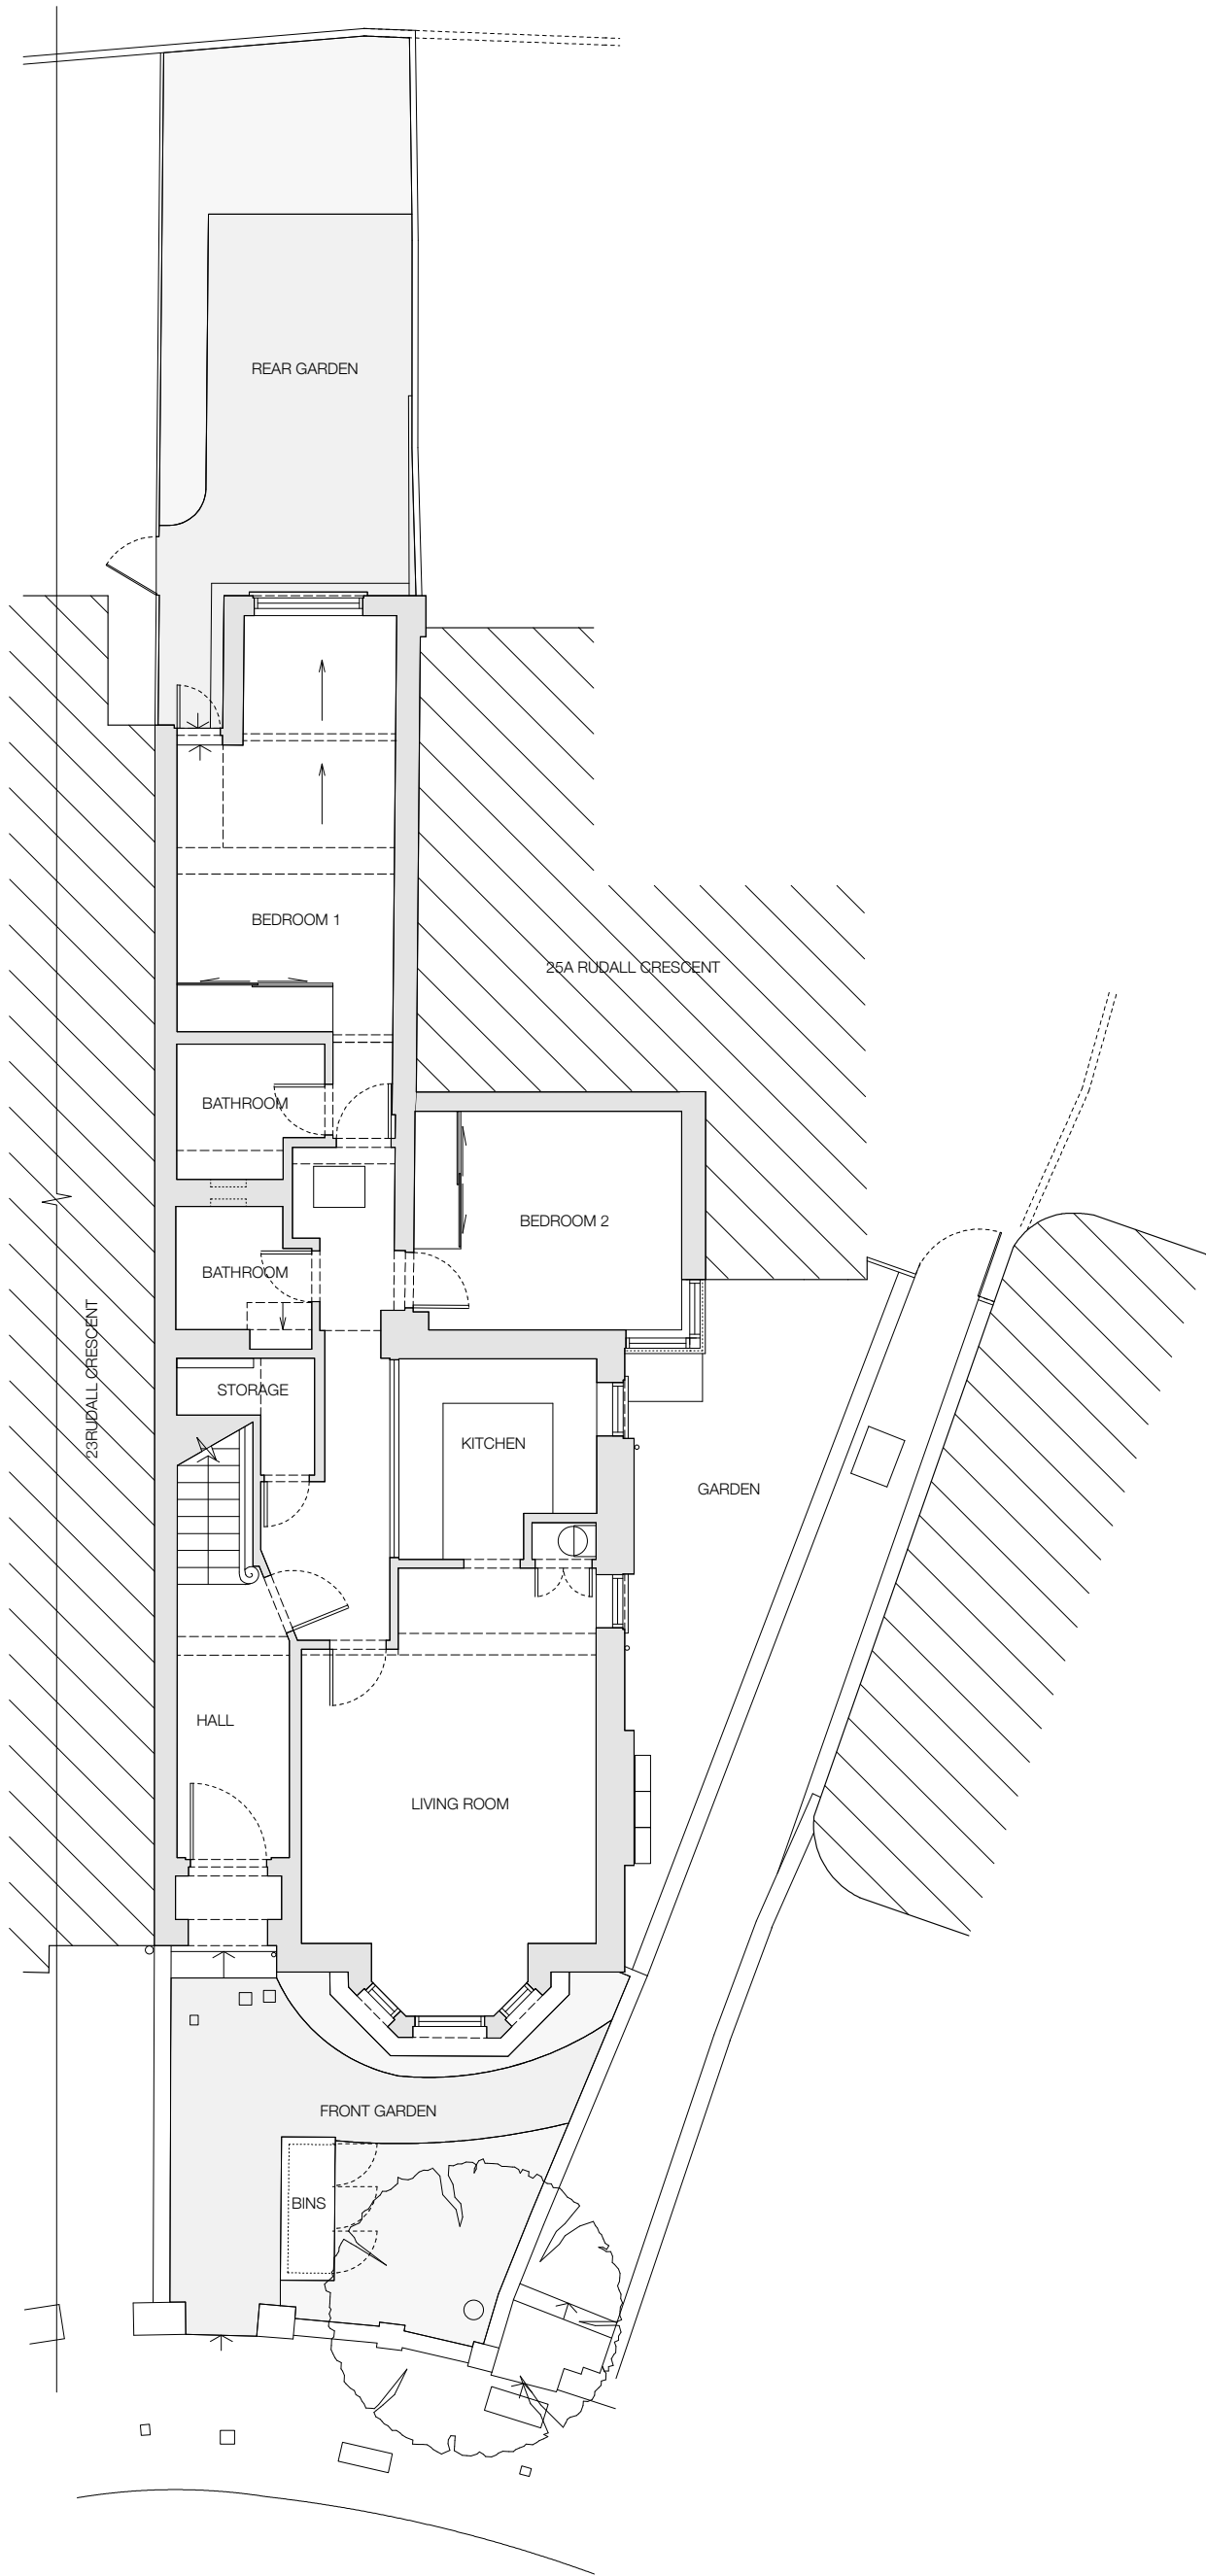 REAR GARDEN
BEDROOM 1
25A RUDALL CRESCENT
BATHROOM
BEDROOM 2
BATHROOM
23RUDALL CRESCENT
STORAGE
KITCHEN
GARDEN
HALL
LIVING ROOM
FRONT GARDEN
BINS